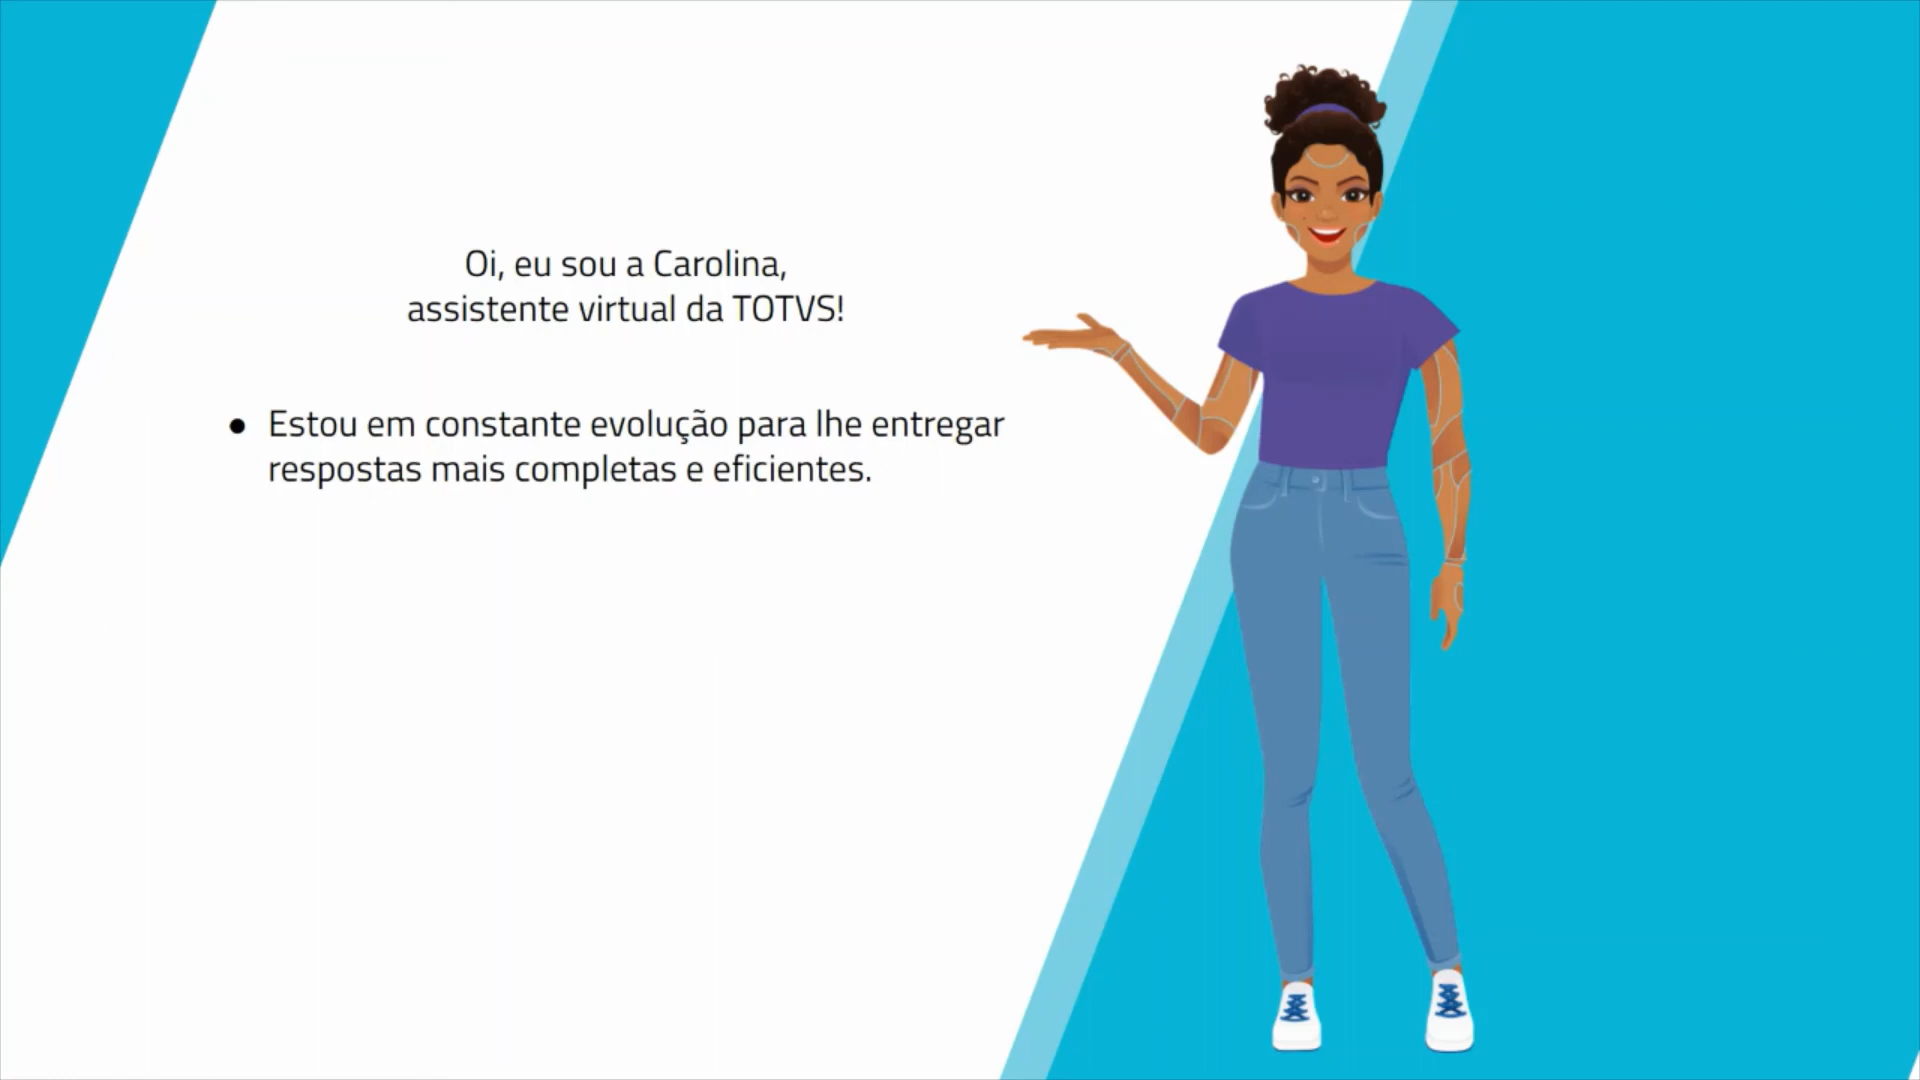 Oi, eu sou a Carolina,
assistente virtual da TOTVS!
● Estou em constante evolução para lhe entregar
respostas mais completas e eficientes.